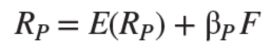 R_P = E(R_P) + β_P F